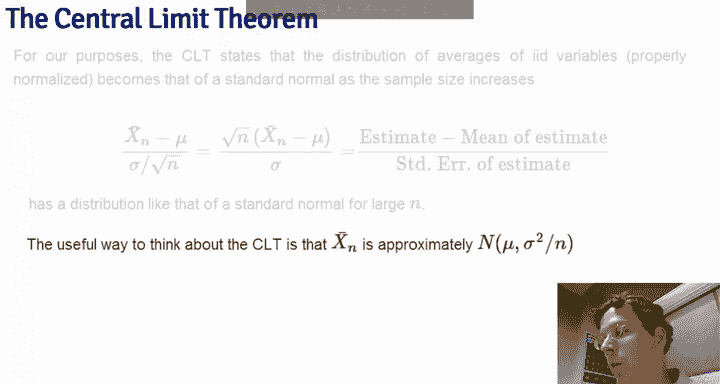 The Central Limit Theorem
For our purposes, the CLT states that the distribution of averages of iid variables (properly
normalized) becomes that of a standard normal as the sample size increases
X̄ₙ − μ / σ/√n = √n (X̄ₙ − μ) / σ = Estimate − Mean of estimate / Std. Err. of estimate
has a distribution like that of a standard normal for large n.
The useful way to think about the CLT is that X̄ₙ is approximately N(μ, σ²/n)